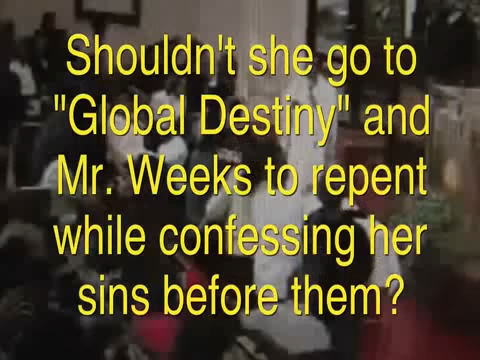 Shouldn't she go to
"Global Destiny" and
Mr. Weeks to repent
while confessing her
sins before them?